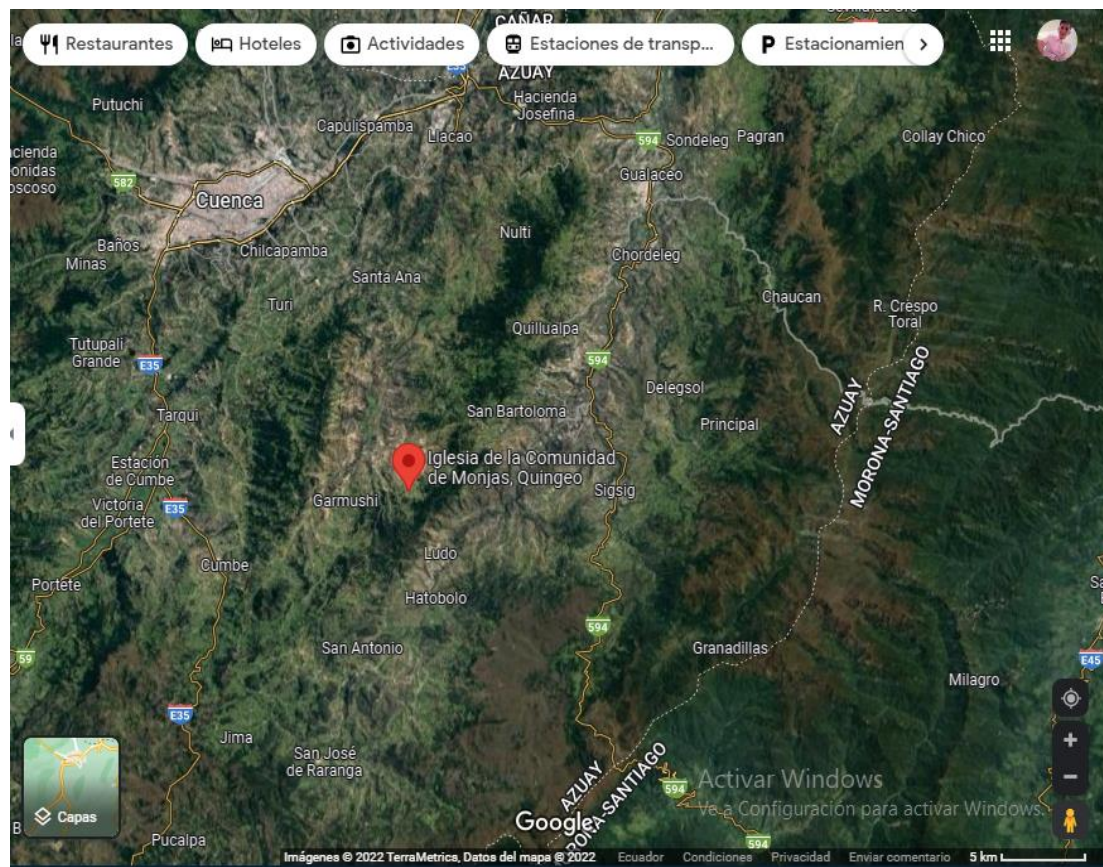 CAÑAR
Restaurantes
Hoteles
Actividades
Estaciones de transp...
Estacionamien
AZUAY
Putuchi
Hacienda
Josefina
Capulispamba
Llacao
594
Sondeleg
Pagran
Collay Chico
582
Gualaceo
Cuenca
Baños
Minas
Chilcapamba
Nulti
Chordeleg
Santa Ana
Turi
Chaucan
R. Crespo
Toral
Quillualpa
Tutupali
Grande
E35
594
Delegsol
Tarqui
San Bartoloma
Principal
AZUAY
MORONA-SANTIAGO
Iglesia de la Comunidad
de Monjas, Quingeo
Estación
de Cumbe
Garmushi
Sigsig
Victoria
del Portete
E35
Ludo
Cumbe
Portete
Hatobolo
594
San Antonio
Granadillas
59
E45
Milagro
E35
Jima
San José
de Raranga
Capas
AZUAY
594
Activar Windows
Ve a Configuración para activar Windows.
Google
Pucalpa
594
Imágenes © 2022 TerraMetrica, Datos del mapa © 2022
Ecuador
Condiciones
Privacidad
Enviar comentario
5 km